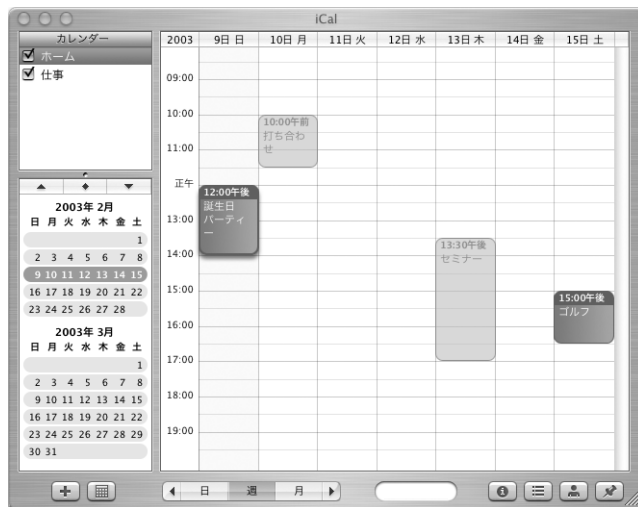 iCal
カレンダー
ホーム
仕事
2003年 2月
日 月 火 水 木 金 土
1
2 3 4 5 6 7 8
9 10 11 12 13 14 15
16 17 18 19 20 21 22
23 24 25 26 27 28
2003年 3月
日 月 火 水 木 金 土
1
2 3 4 5 6 7 8
9 10 11 12 13 14 15
16 17 18 19 20 21 22
23 24 25 26 27 28 29
30 31
2003 9日 日 10日 月 11日 火 12日 水 13日 木 14日 金 15日 土
09:00
10:00
11:00
正午
13:00
14:00
15:00
16:00
17:00
18:00
19:00
12:00午後
誕生日
パーティ
ー
10:00午前
打ち合わ
せ
13:30午後
セミナー
15:00午後
ゴルフ
日 週 月